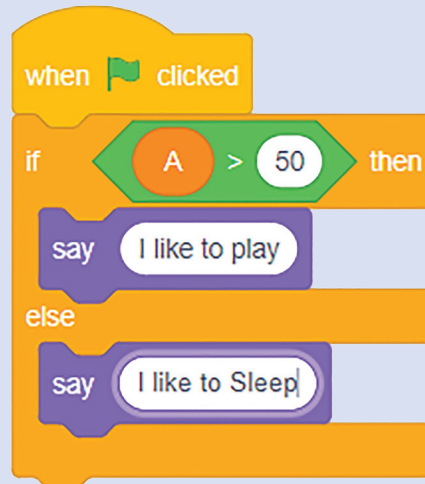 when clicked
if A > 50 then
say I like to play
else
say I like to Sleep